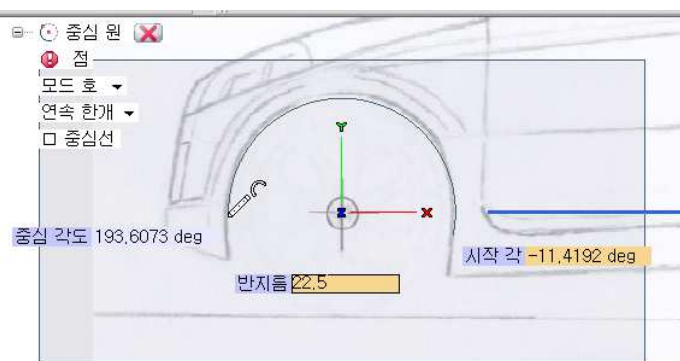 중심 원
점
모드 호
연속 한개
중심선
Y
Z X
중심 각도 193,6073 deg
시작 각 -11,4192 deg
반지름 22,5